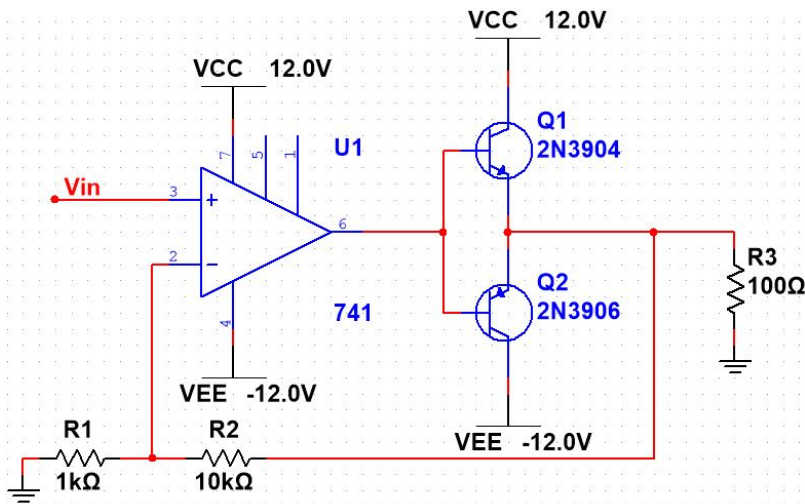 VCC 12.0V
VCC 12.0V
Q1
2N3904
U1
7
5
1
Vin
3
+
6
2
−
R3
100Ω
Q2
2N3906
741
4
VEE -12.0V
R1
R2
VEE -12.0V
1kΩ
10kΩ